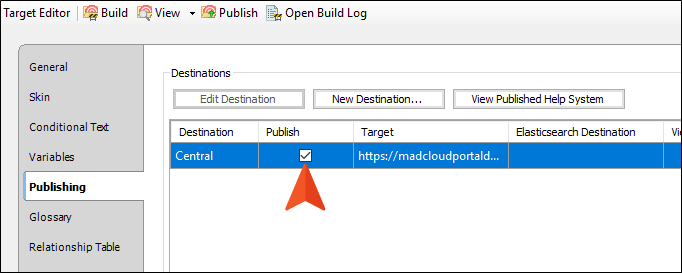 Target Editor Build View Publish Open Build Log
General
Skin
Conditional Text
Variables
Publishing
Glossary
Relationship Table
Destinations
Edit Destination New Destination... View Published Help System
Destination Publish Target Elasticsearch Destination
Central https://madcloudportald...